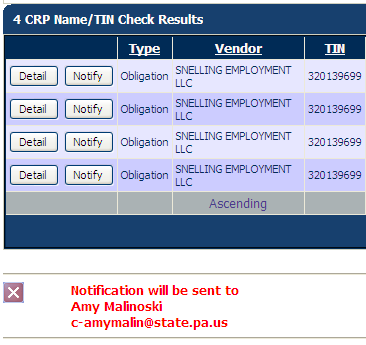 4 CRP Name/TIN Check Results
Type Vendor TIN
Detail Notify Obligation SNELLING EMPLOYMENT LLC 320139699
Detail Notify Obligation SNELLING EMPLOYMENT LLC 320139699
Detail Notify Obligation SNELLING EMPLOYMENT LLC 320139699
Detail Notify Obligation SNELLING EMPLOYMENT LLC 320139699
Ascending
Notification will be sent to
Amy Malinoski
c-amymalin@state.pa.us